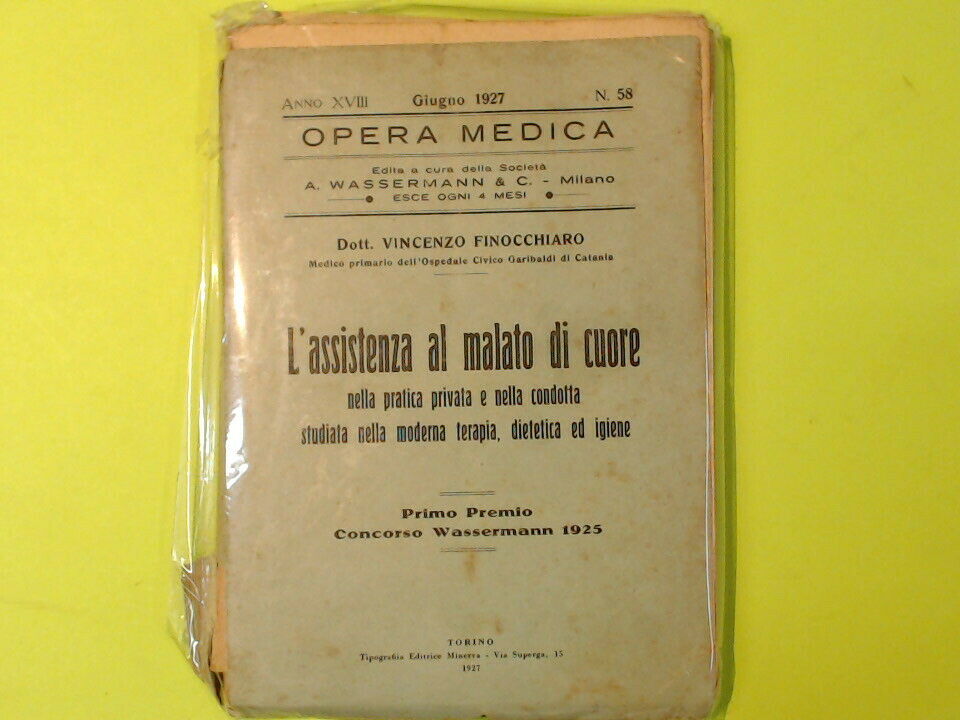 ANNO XVIII Giugno 1927 N. 58
OPERA MEDICA
Edita a cura della Società
A. WASSERMANN & C. - Milano
ESCE OGNI 4 MESI
Dott. VINCENZO FINOCCHIARO
Medico primario dell'Ospedale Civico Garibaldi di Catania
L'assistenza al malato di cuore
nella pratica privata e nella condotta
studiata nella moderna terapia, dietetica ed igiene
Primo Premio
Concorso Wassermann 1925
TORINO
Tipografia Editrice Minerva - Via Superga, 15
1927